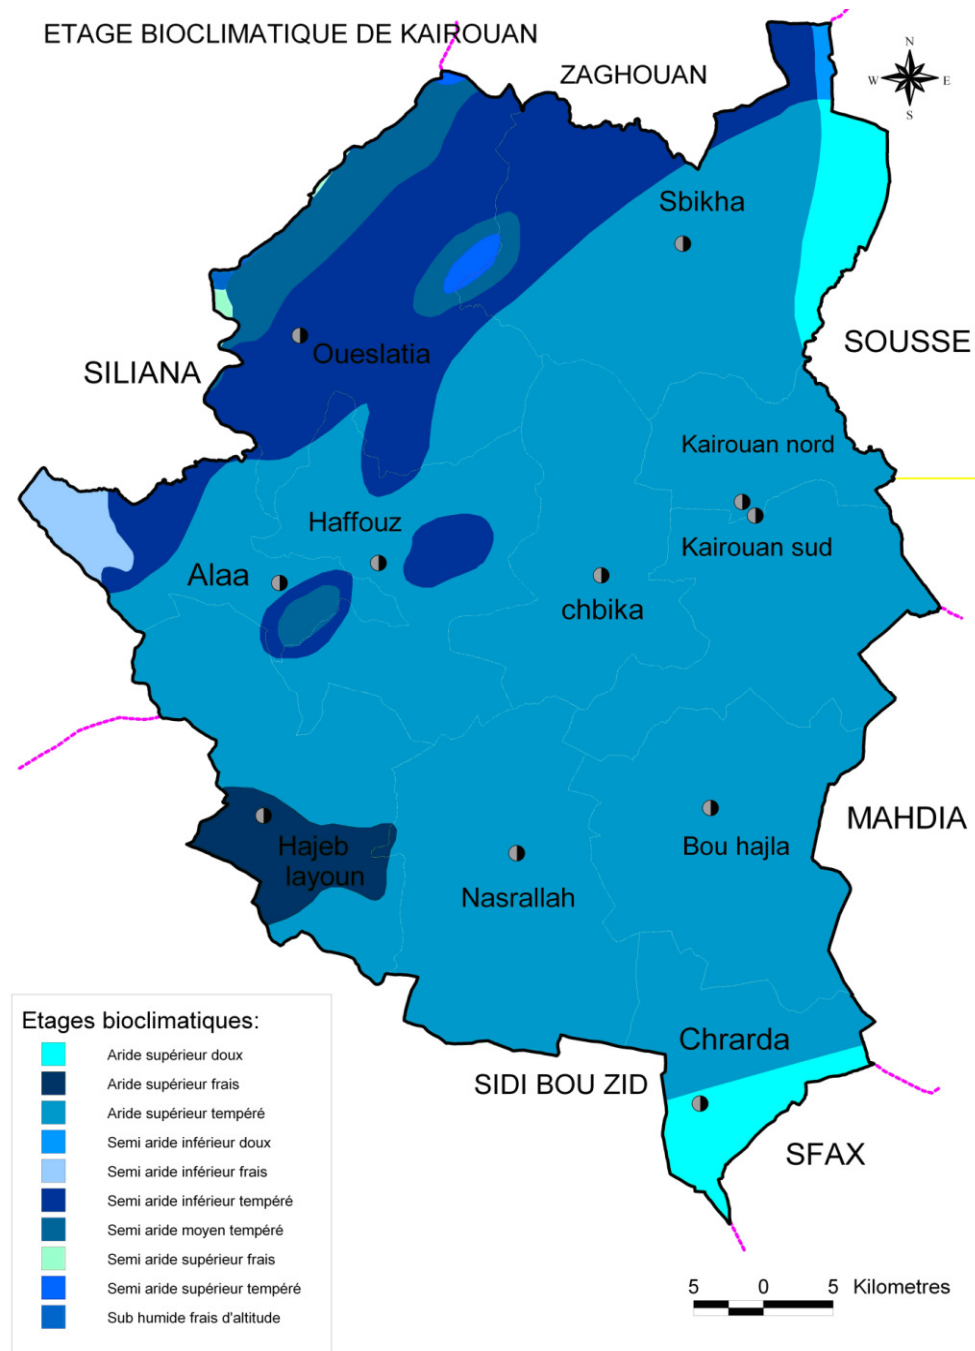 ETAGE BIOCLIMATIQUE DE KAIROUAN
N
W E
S
ZAGHOUAN
Sbikha
SOUSSE
Oueslatia
SILIANA
Kairouan nord
Haffouz
Kairouan sud
Alaa
chbika
MAHDIA
Hajeb
layoun
Bou hajla
Nasrallah
Chrarda
SIDI BOU ZID
SFAX
Etages bioclimatiques:
Aride supérieur doux
Aride supérieur frais
Aride supérieur tempéré
Semi aride inférieur doux
Semi aride inférieur frais
Semi aride inférieur tempéré
Semi aride moyen tempéré
Semi aride supérieur frais
Semi aride supérieur tempéré
Sub humide frais d'altitude
5 0 5 Kilometres